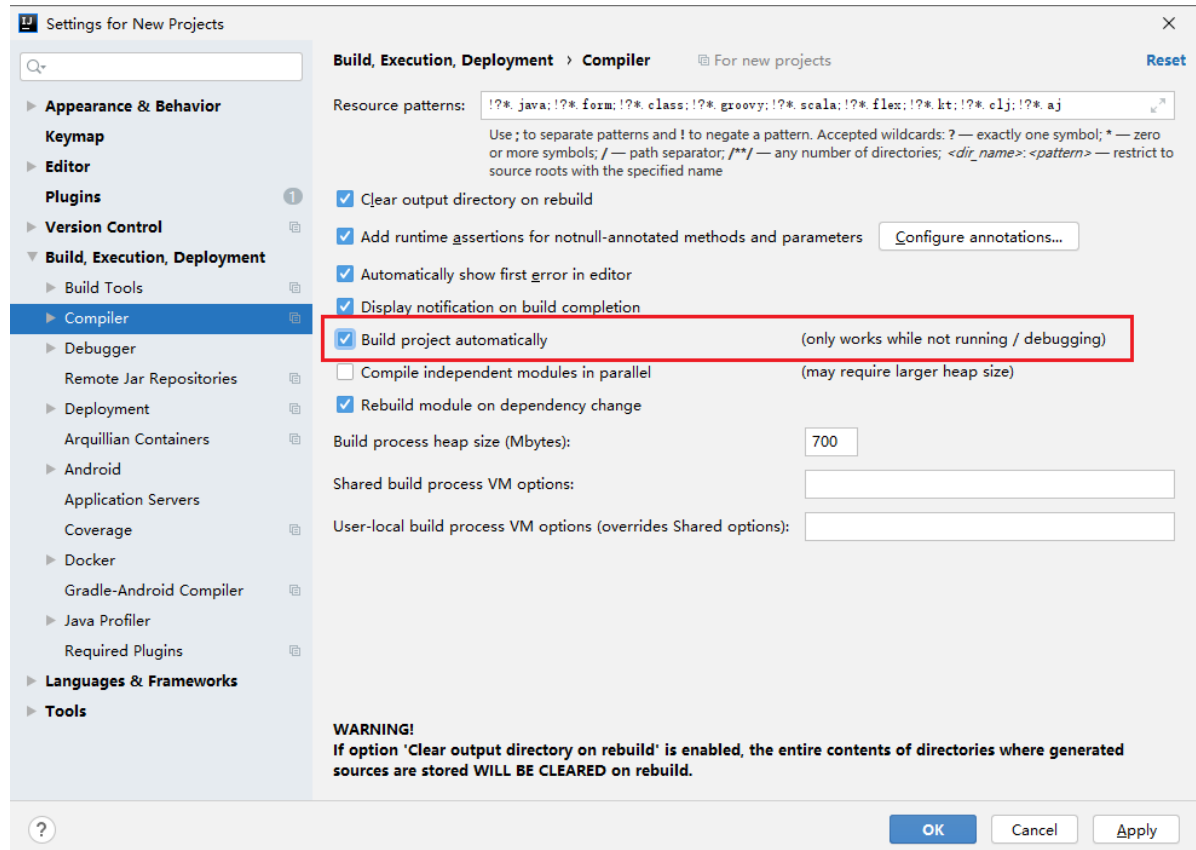 Settings for New Projects
Appearance & Behavior
Keymap
Editor
Plugins 1
Version Control
Build, Execution, Deployment
Build Tools
Compiler
Debugger
Remote Jar Repositories
Deployment
Arquillian Containers
Android
Application Servers
Coverage
Docker
Gradle-Android Compiler
Java Profiler
Required Plugins
Languages & Frameworks
Tools
Build, Execution, Deployment › Compiler For new projects Reset
Resource patterns: !?*.java;!?*.form;!?*.class;!?*.groovy;!?*.scala;!?*.flex;!?*.kt;!?*.clj;!?*.aj
Use ; to separate patterns and ! to negate a pattern. Accepted wildcards: ? — exactly one symbol; * — zero
or more symbols; / — path separator; /**/ — any number of directories; <dir_name>:<pattern> — restrict to
source roots with the specified name
Clear output directory on rebuild
Add runtime assertions for notnull-annotated methods and parameters Configure annotations...
Automatically show first error in editor
Display notification on build completion
Build project automatically (only works while not running / debugging)
Compile independent modules in parallel (may require larger heap size)
Rebuild module on dependency change
Build process heap size (Mbytes): 700
Shared build process VM options:
User-local build process VM options (overrides Shared options):
WARNING!
If option 'Clear output directory on rebuild' is enabled, the entire contents of directories where generated
sources are stored WILL BE CLEARED on rebuild.
? OK Cancel Apply